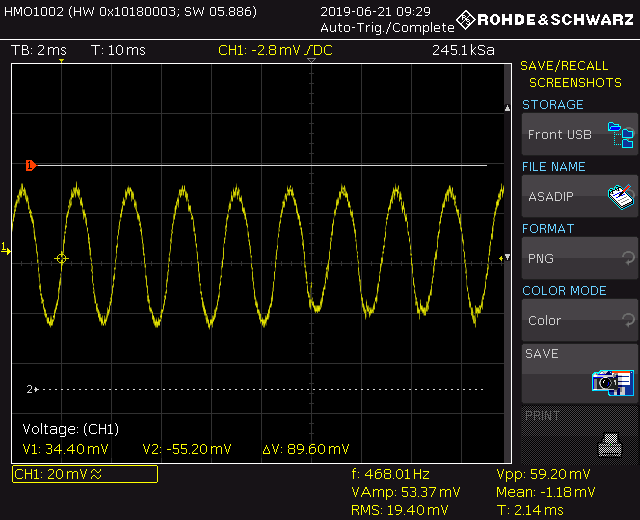 HMO1002 (HW 0x10180003; SW 05.886)
2019-06-21 09:29
Auto-Trig./Complete
ROHDE&SCHWARZ
TB: 2 ms T: 10 ms CH1: -2.8 mV / DC 245.1 kSa
SAVE/RECALL
SCREENSHOTS
STORAGE
Front USB
FILE NAME
ASADIP
FORMAT
PNG
COLOR MODE
Color
SAVE
PRINT
1
1
2
Voltage: (CH1)
V1: 34.40 mV V2: -55.20 mV ΔV: 89.60 mV
CH1: 20 mV ≈
f: 468.01 Hz Vpp: 59.20 mV
VAmp: 53.37 mV Mean: -1.18 mV
RMS: 19.40 mV T: 2.14 ms